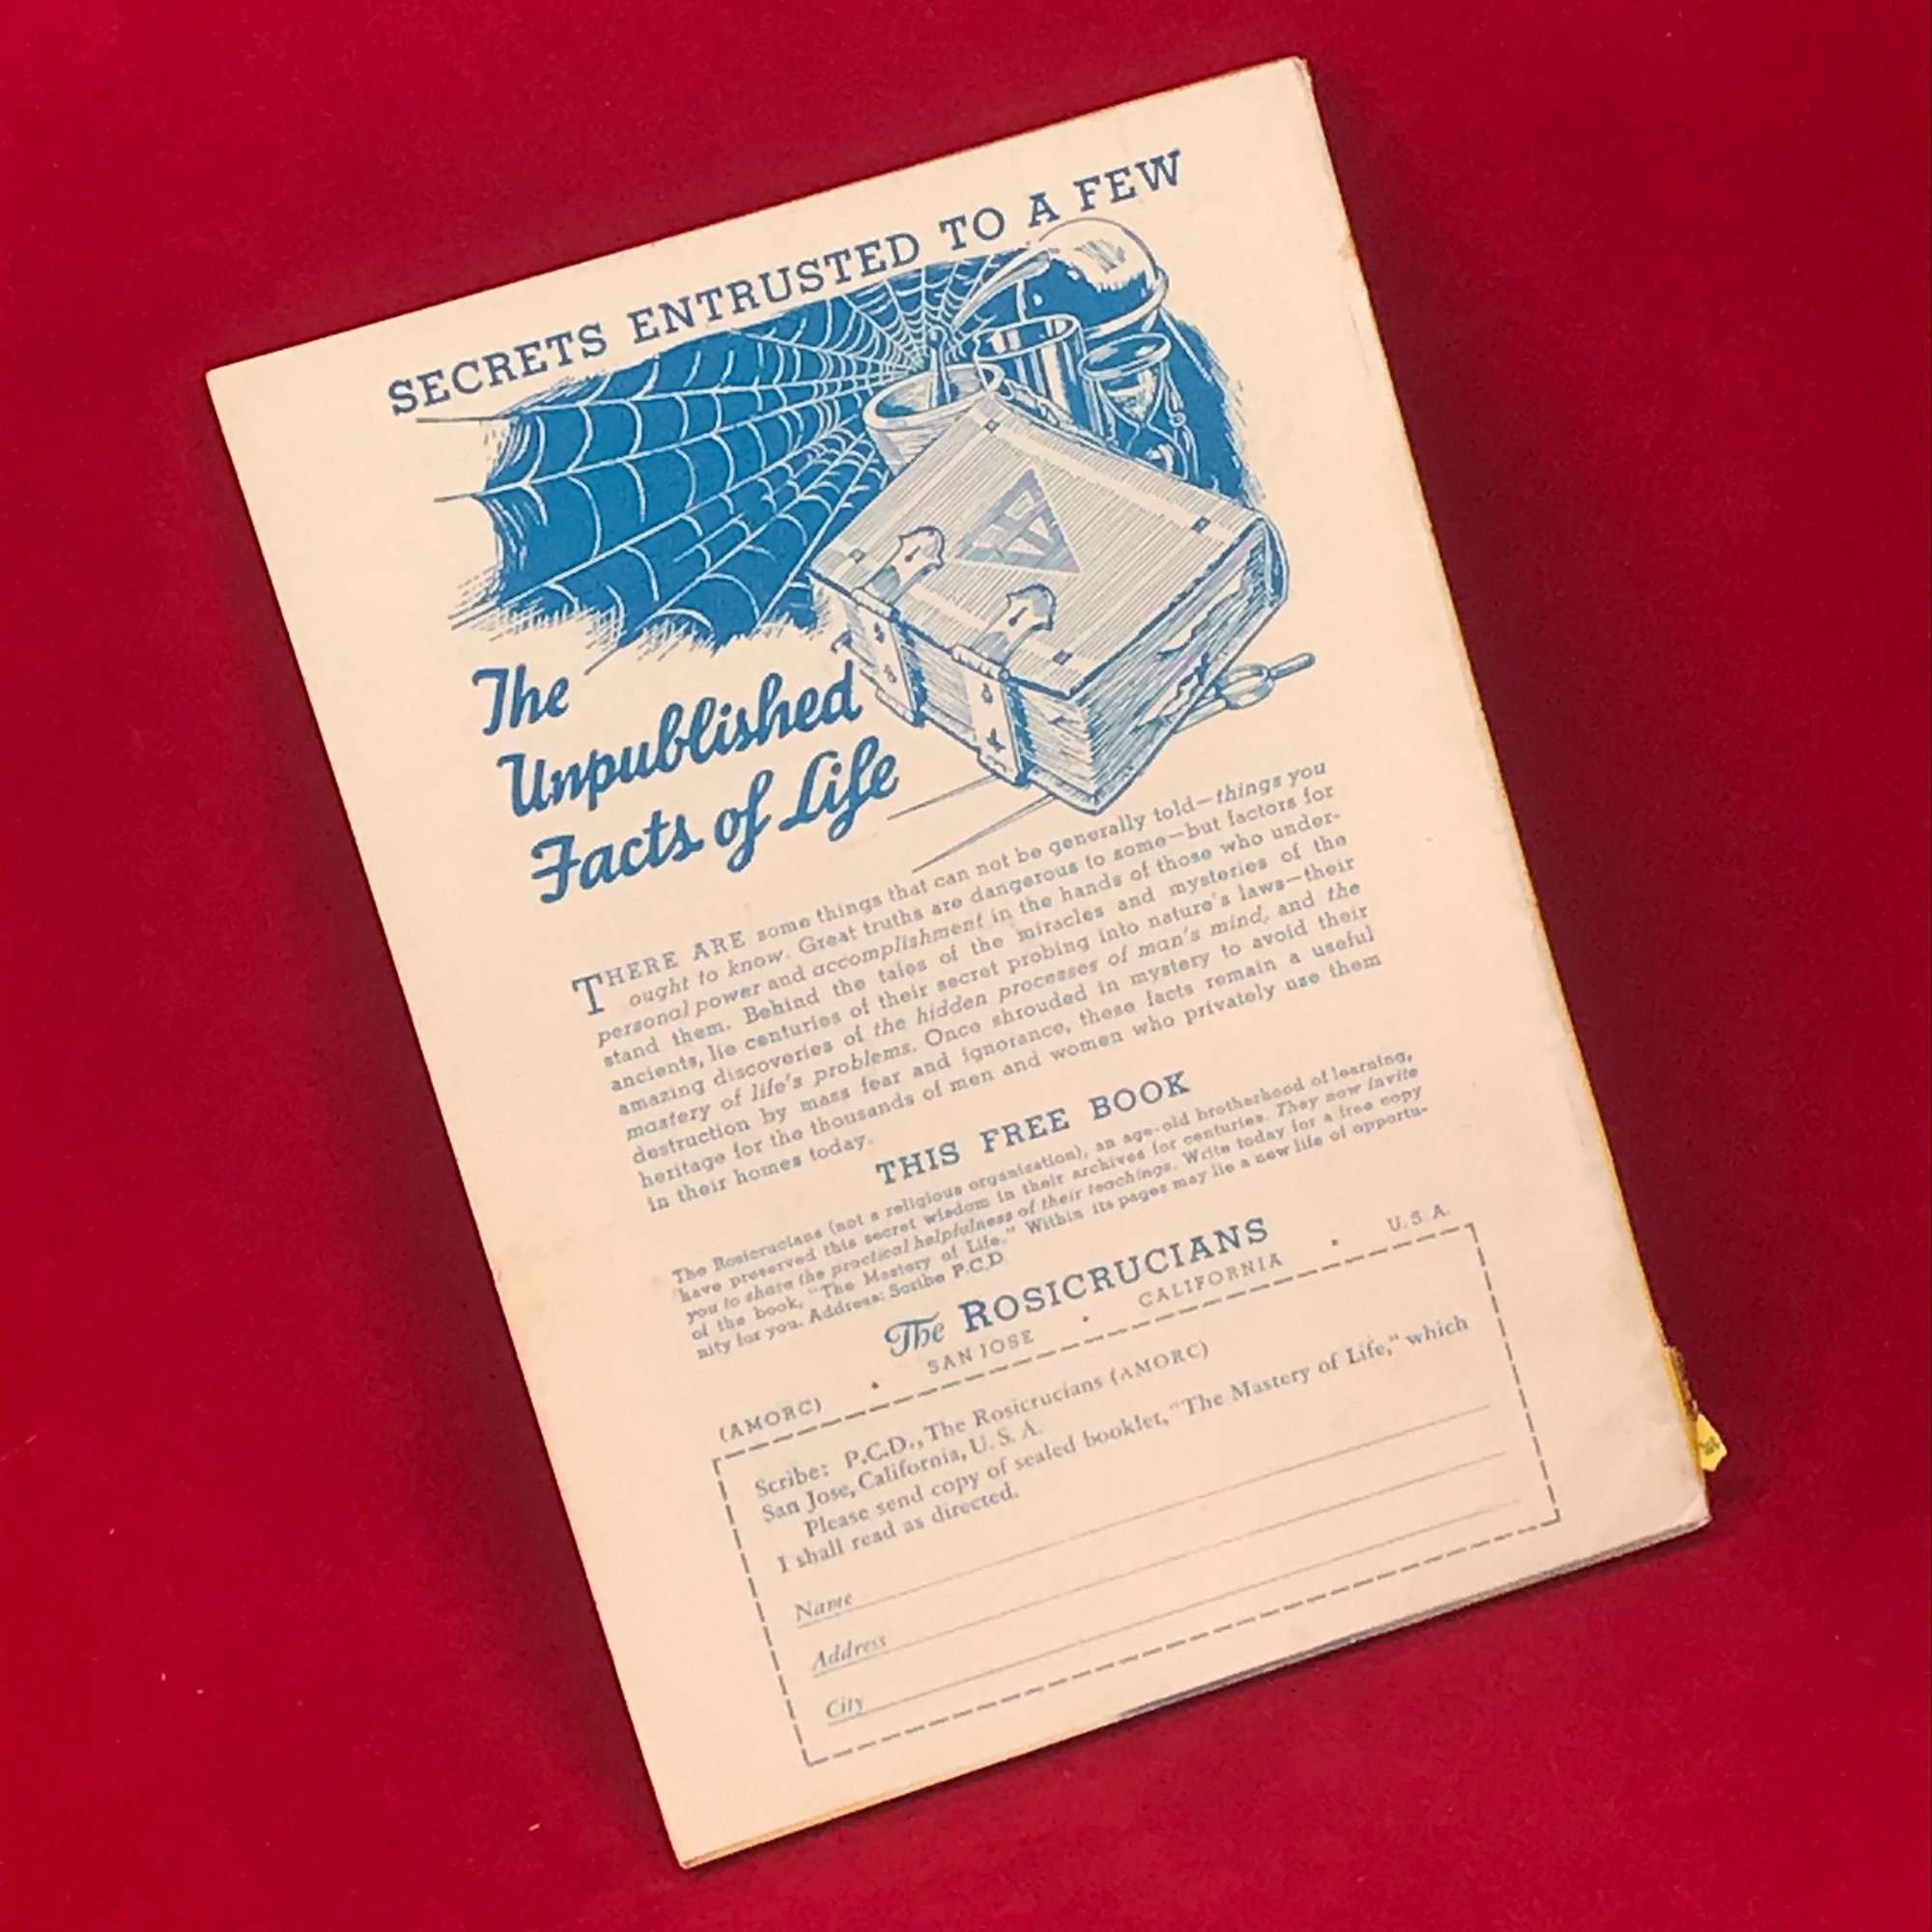 SECRETS ENTRUSTED TO A FEW
The
Unpublished
Facts of Life
THERE ARE some things that can not be generally told—things you
ought to know. Great truths are dangerous to some—but factors for
personal power and accomplishment in the hands of those who under-
stand them. Behind the tales of the miracles and mysteries of the
ancients, lie centuries of their secret probing into nature's laws—their
amazing discoveries of the hidden processes of man's mind, and the
mastery of life's problems. Once shrouded in mystery to avoid their
destruction by mass fear and ignorance, these facts remain a useful
heritage for the thousands of men and women who privately use them
in their homes today.
THIS FREE BOOK
The Rosicrucians (not a religious organization), an age-old brotherhood of learning,
have preserved this secret wisdom in their archives for centuries. They now invite
you to share the practical helpfulness of their teachings. Write today for a free copy
of the book, "The Mastery of Life." Within its pages may lie a new life of opportu-
nity for you. Address: Scribe P.C.D
The ROSICRUCIANS
(AMORC) • SAN JOSE • CALIFORNIA • U. S. A.
Scribe: P.C.D., The Rosicrucians (AMORC)
San Jose, California, U. S. A.
Please send copy of sealed booklet, "The Mastery of Life," which
I shall read as directed.
Name
Address
City